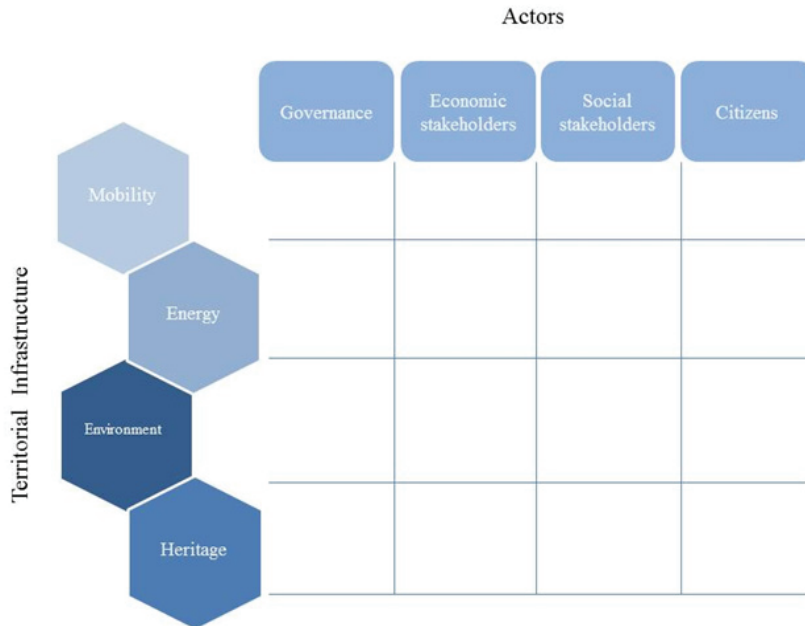 Actors
Governance
Economic
stakeholders
Social
stakeholders
Citizens
Territorial Infrastructure
Mobility
Energy
Environment
Heritage